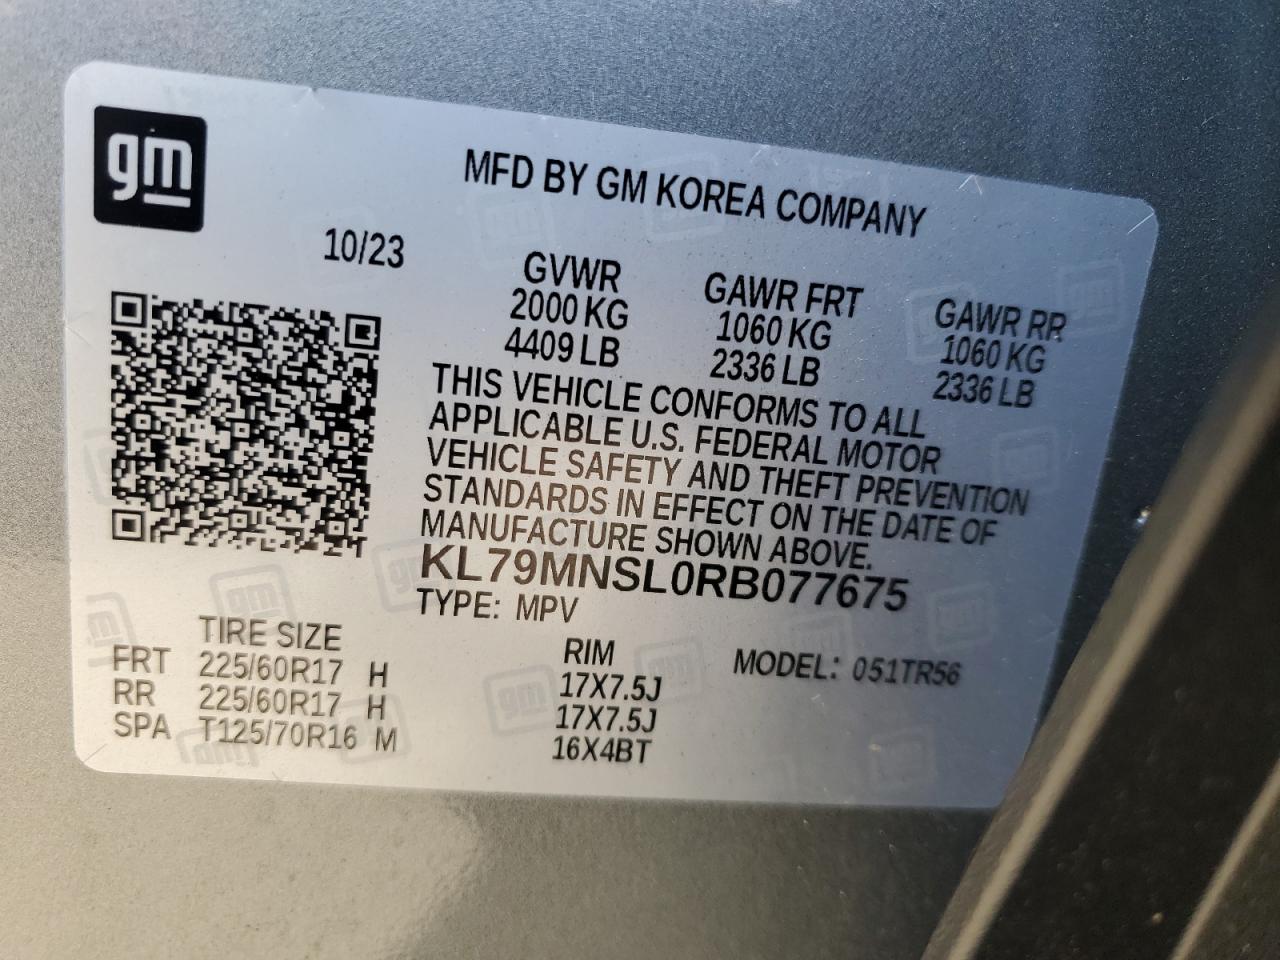 gm
MFD BY GM KOREA COMPANY
10/23
GVWR GAWR FRT GAWR RR
2000 KG 1060 KG 1060 KG
4409 LB 2336 LB 2336 LB
THIS VEHICLE CONFORMS TO ALL
APPLICABLE U.S. FEDERAL MOTOR
VEHICLE SAFETY AND THEFT PREVENTION
STANDARDS IN EFFECT ON THE DATE OF
MANUFACTURE SHOWN ABOVE.
KL79MNSL0RB077675
TYPE: MPV
TIRE SIZE RIM MODEL: 051TR56
FRT 225/60R17 H 17X7.5J
RR 225/60R17 H 17X7.5J
SPA T125/70R16 M 16X4BT